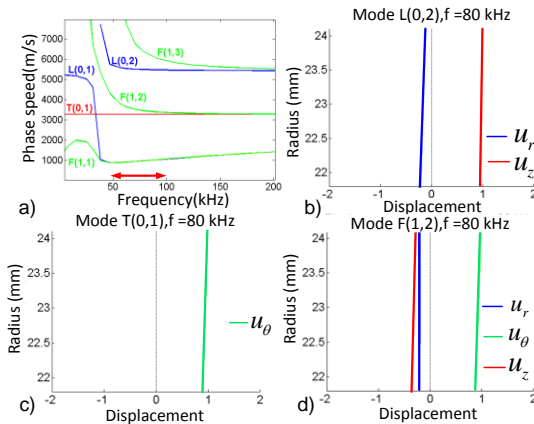 8000
7000
6000
5000
4000
3000
2000
1000
Phase speed(m/s)
L(0,1)
L(0,2)
F(1,3)
F(1,2)
T(0,1)
F(1,1)
50
100
150
200
Frequency(kHz)
a)
Mode L(0,2),f =80 kHz
24
23.5
23
22.5
22
Radius (mm)
u_r
u_z
-2
-1
0
1
2
Displacement
b)
Mode T(0,1),f =80 kHz
24
23.5
23
22.5
22
Radius (mm)
u_θ
-2
-1
0
1
2
Displacement
c)
Mode F(1,2),f =80 kHz
24
23.5
23
22.5
22
Radius (mm)
u_r
u_θ
u_z
-2
-1
0
1
2
Displacement
d)